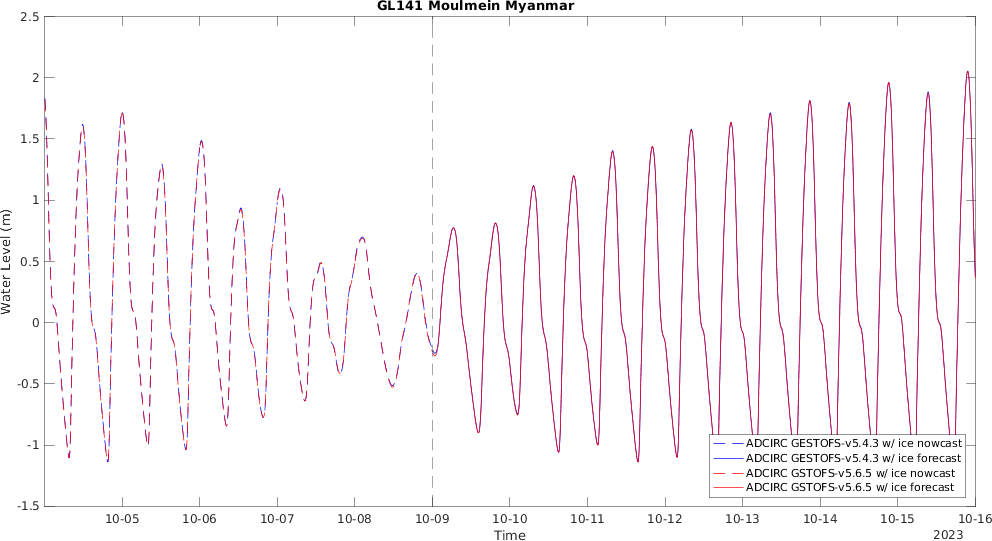 GL141 Moulmein Myanmar
2.5
2
1.5
1
0.5
0
-0.5
-1
-1.5
Water Level (m)
10-05 10-06 10-07 10-08 10-09 10-10 10-11 10-12 10-13 10-14 10-15 10-16
Time
2023
ADCIRC GESTOFS-v5.4.3 w/ ice nowcast
ADCIRC GESTOFS-v5.4.3 w/ ice forecast
ADCIRC GSTOFS-v5.6.5 w/ ice nowcast
ADCIRC GSTOFS-v5.6.5 w/ ice forecast